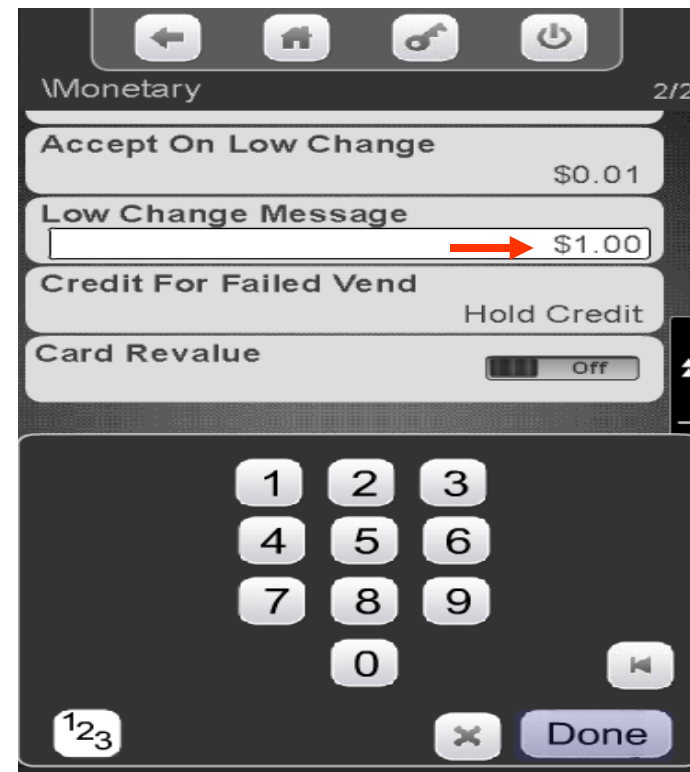 \Monetary 2/2
Accept On Low Change
$0.01
Low Change Message
$1.00
Credit For Failed Vend
Hold Credit
Card Revalue
Off
1 2 3
4 5 6
7 8 9
0
123
Done